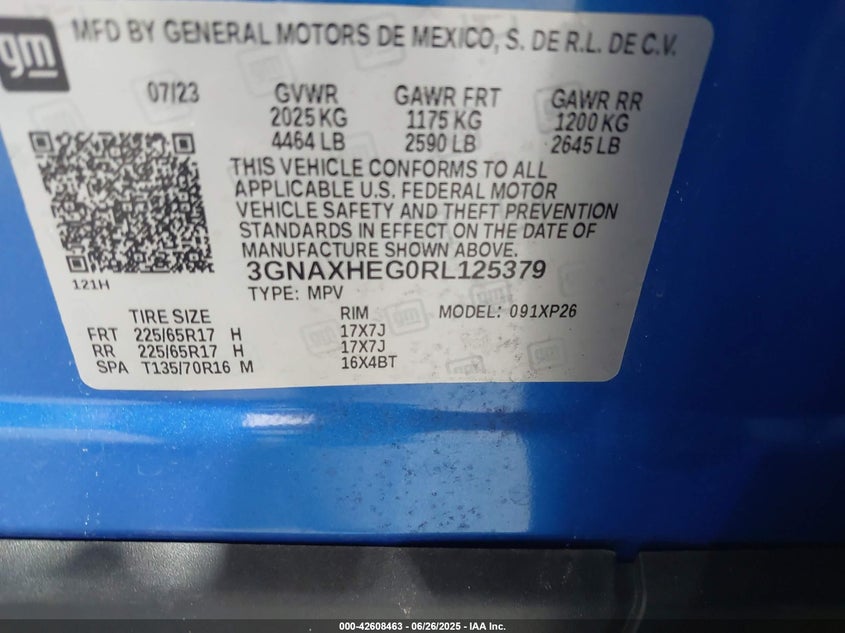 gm
MFD BY GENERAL MOTORS DE MEXICO, S. DE R.L. DE C.V.
07/23 GVWR GAWR FRT GAWR RR
2025 KG 1175 KG 1200 KG
4464 LB 2590 LB 2645 LB
THIS VEHICLE CONFORMS TO ALL
APPLICABLE U.S. FEDERAL MOTOR
VEHICLE SAFETY AND THEFT PREVENTION
STANDARDS IN EFFECT ON THE DATE OF
MANUFACTURE SHOWN ABOVE.
121H
3GNAXHEG0RL125379
TYPE: MPV
TIRE SIZE RIM MODEL: 091XP26
FRT 225/65R17 H 17X7J
RR 225/65R17 H 17X7J
SPA T135/70R16 M 16X4BT
000-42608463 - 06/26/2025 - IAA Inc.